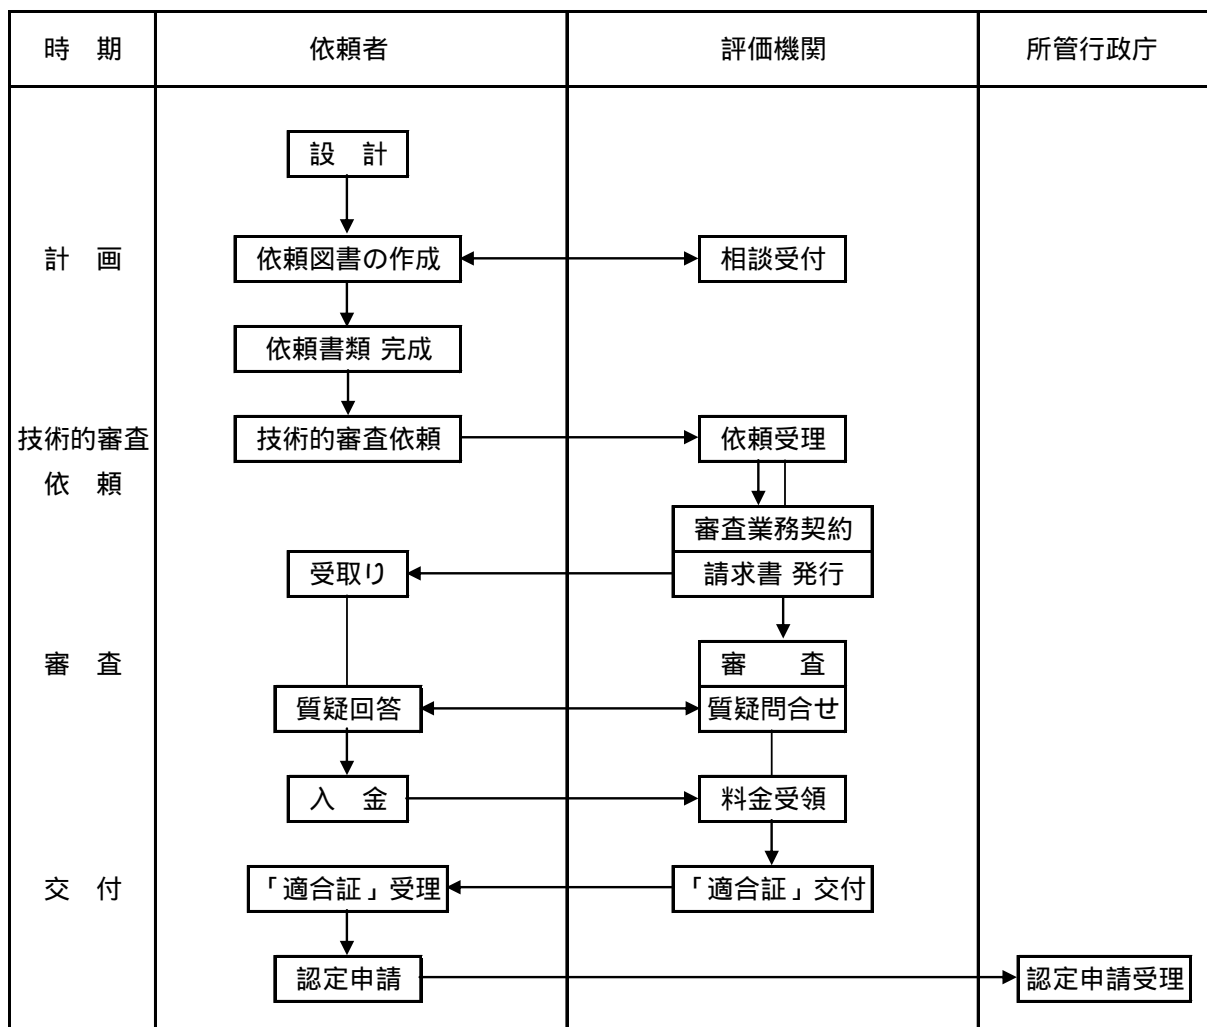 時 期 依頼者 評価機関 所管行政庁
設 計
計 画 依頼図書の作成 相談受付
依頼書類 完成
技術的審査 技術的審査依頼 依頼受理
依 頼
審査業務契約
受取り 請求書 発行
審 査 審 査
質疑回答 質疑問合せ
入 金 料金受領
交 付 「適合証」受理 「適合証」交付
認定申請 認定申請受理